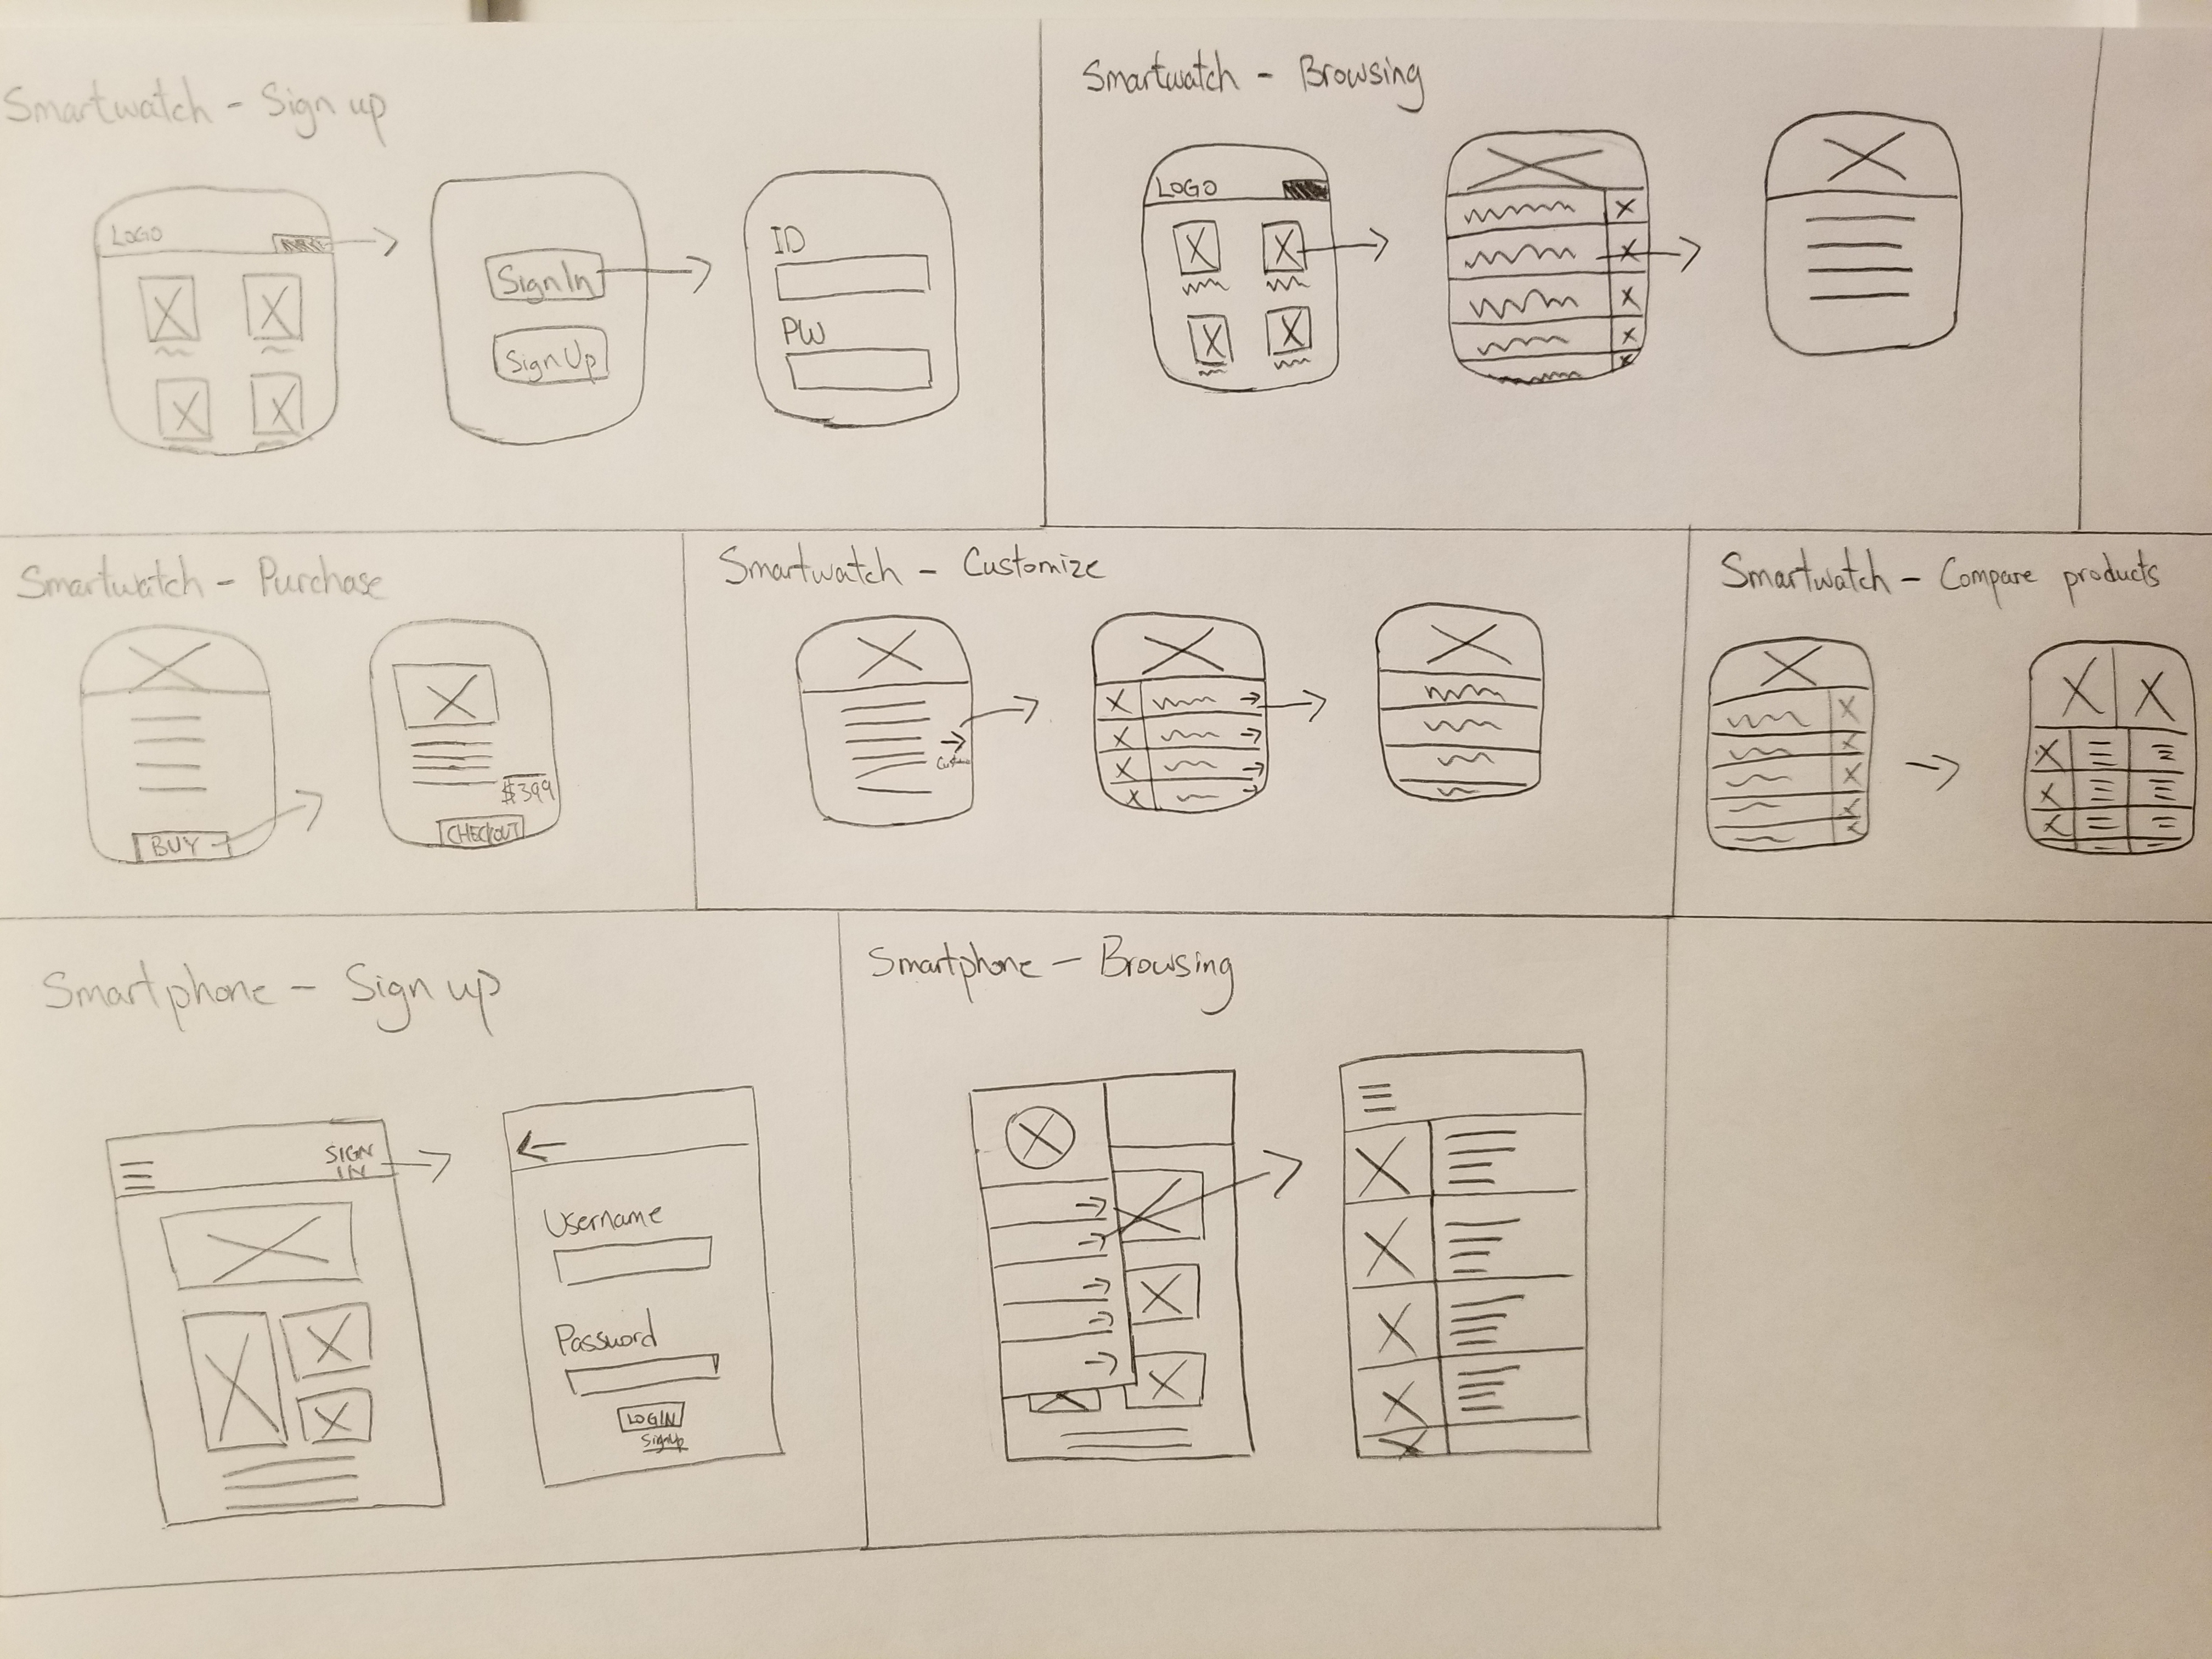 Smartwatch - Sign up
LOGO
Sign In
Sign Up
ID
PW
Smartwatch - Browsing
LOGO
Smartwatch - Purchase
BUY
$399
CHECKOUT
Smartwatch - Customize
Smartwatch - Compare products
Smartphone - Sign up
SIGN
IN
Username
Password
LOGIN
SignUp
Smartphone - Browsing